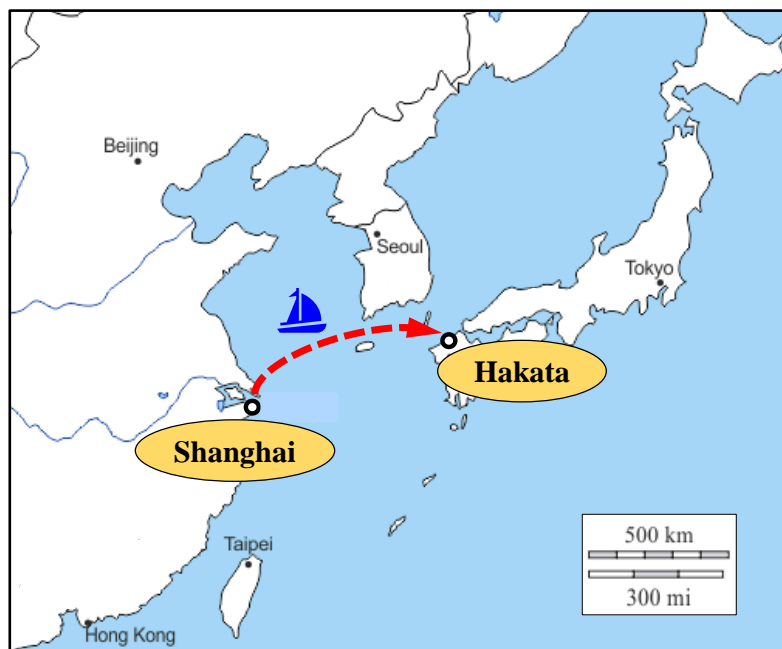 Beijing
Seoul
Tokyo
Hakata
Shanghai
500 km
300 mi
Taipei
Hong Kong